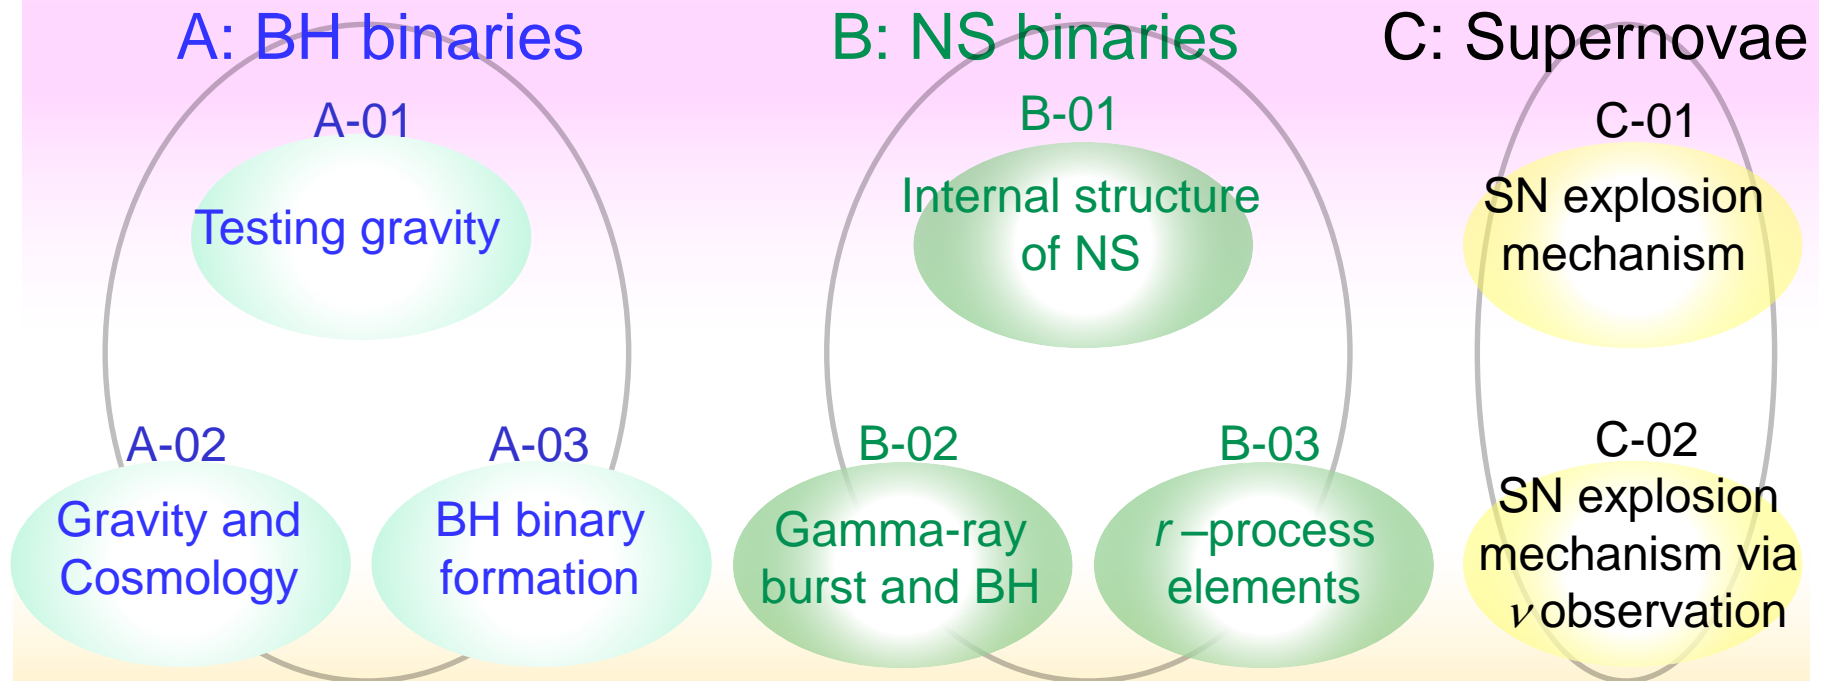 A: BH binaries
A-01
Testing gravity
A-02
Gravity and
Cosmology
A-03
BH binary
formation
B: NS binaries
B-01
Internal structure
of NS
B-02
Gamma-ray
burst and BH
B-03
r –process
elements
C: Supernovae
C-01
SN explosion
mechanism
C-02
SN explosion
mechanism via
ν observation